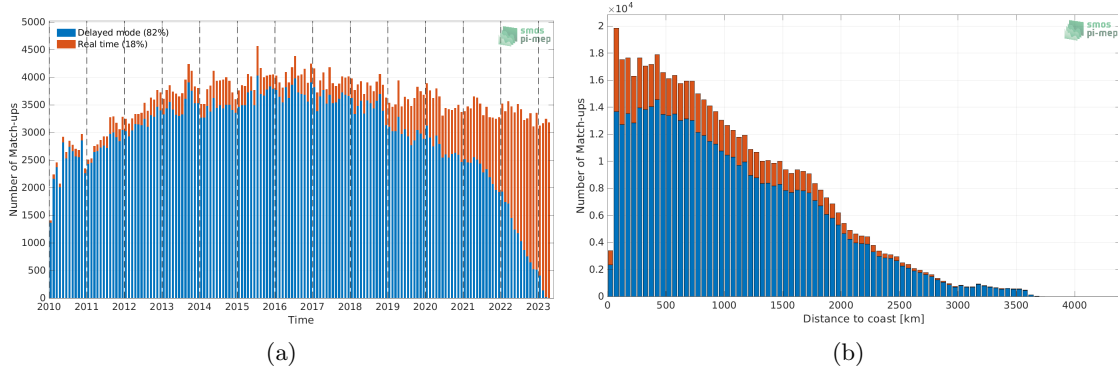 5000
4500
4000
3500
3000
2500
2000
1500
1000
500
0
Number of Match-ups
Delayed mode (82%)
Real time (18%)
smos
pi-mep
2010 2011 2012 2013 2014 2015 2016 2017 2018 2019 2020 2021 2022 2023
Time
(a)
×10⁴
2
1.8
1.6
1.4
1.2
1
0.8
0.6
0.4
0.2
0
Number of Match-ups
smos
pi-mep
0 500 1000 1500 2000 2500 3000 3500 4000
Distance to coast [km]
(b)